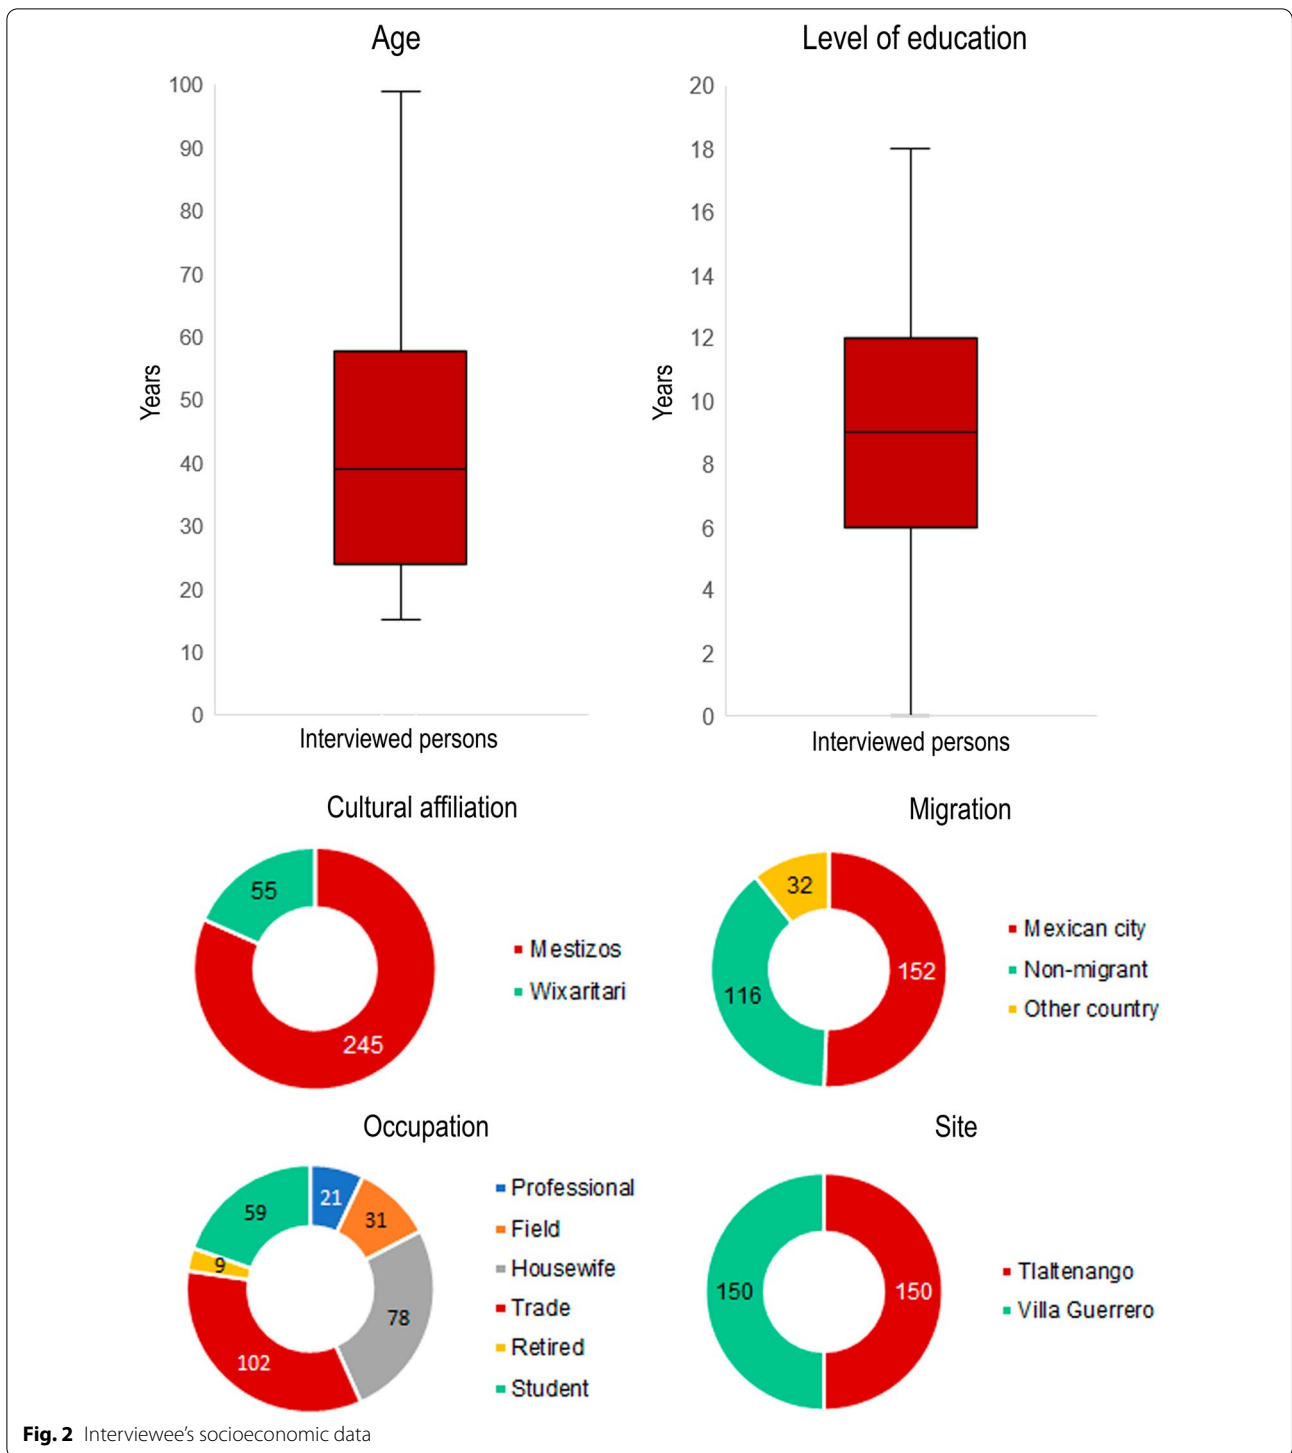 Age
100
90
80
70
60
50
40
30
20
10
0
Years
Interviewed persons
Level of education
20
18
16
14
12
10
8
6
4
2
0
Years
Interviewed persons
Cultural affiliation
55
245
Mestizos
Wixaritari
Migration
32
152
116
Mexican city
Non-migrant
Other country
Occupation
21
31
59
9
78
102
Professional
Field
Housewife
Trade
Retired
Student
Site
150
150
Tlaltenango
Villa Guerrero
Fig. 2 Interviewee's socioeconomic data